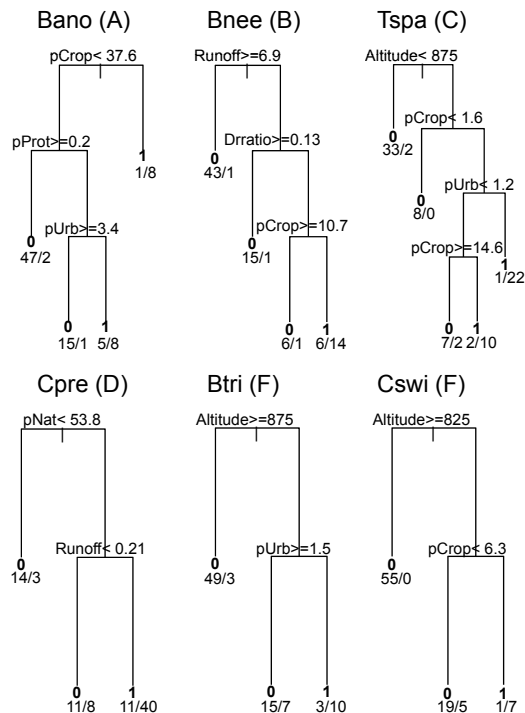 Bano (A)
pCrop< 37.6
pProt>=0.2
1
1/8
0
47/2
pUrb>=3.4
0
15/1
1
5/8
Bnee (B)
Runoff>=6.9
0
43/1
Drratio>=0.13
0
15/1
pCrop>=10.7
0
6/1
1
6/14
Tspa (C)
Altitude< 875
0
33/2
pCrop< 1.6
0
8/0
pUrb< 1.2
pCrop>=14.6
1
1/22
0
7/2
1
2/10
Cpre (D)
pNat< 53.8
0
14/3
Runoff< 0.21
0
11/8
1
11/40
Btri (F)
Altitude>=875
0
49/3
pUrb>=1.5
0
15/7
1
3/10
Cswi (F)
Altitude>=825
0
55/0
pCrop< 6.3
0
19/5
1
1/7